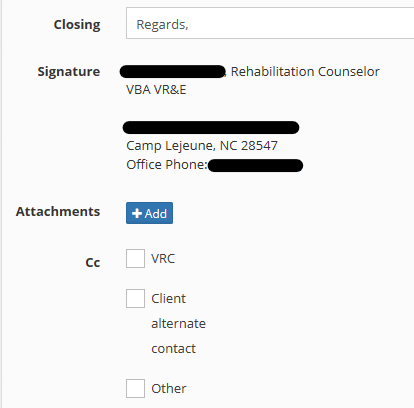 Closing Regards,
Signature , Rehabilitation Counselor
VBA VR&E
Camp Lejeune, NC 28547
Office Phone:
Attachments + Add
Cc VRC
Client
alternate
contact
Other